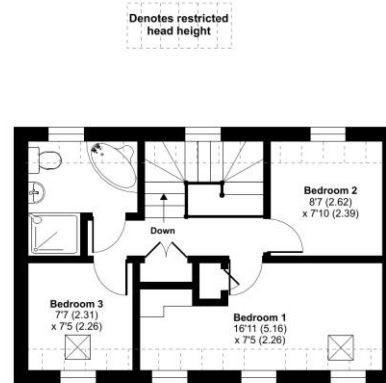 Denotes restricted
head height
Bedroom 2
8'7 (2.62)
x 7'10 (2.39)
Down
Bedroom 3
7'7 (2.31)
x 7'5 (2.26)
Bedroom 1
16'11 (5.16)
x 7'5 (2.26)